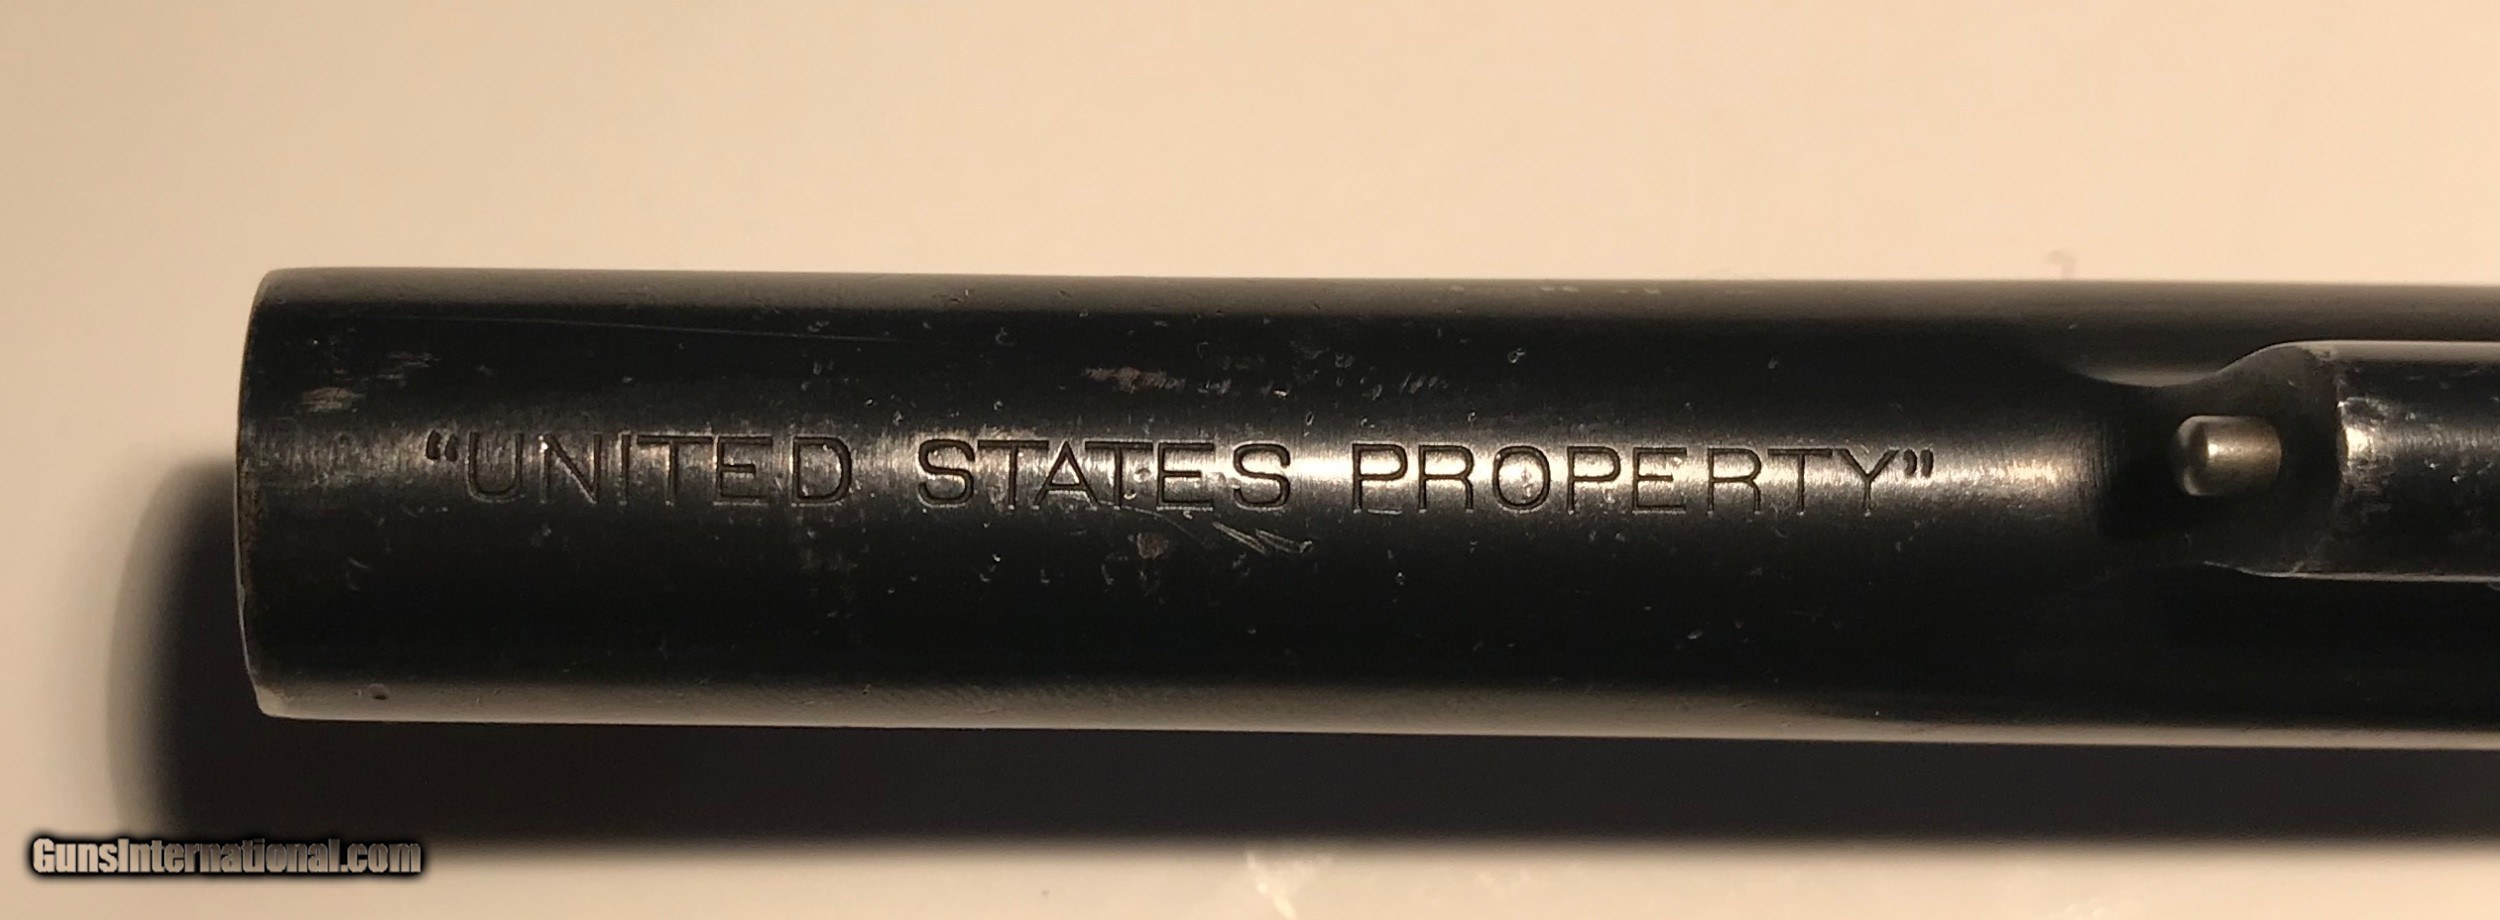 “UNITED STATES PROPERTY”
GunsInternational.com